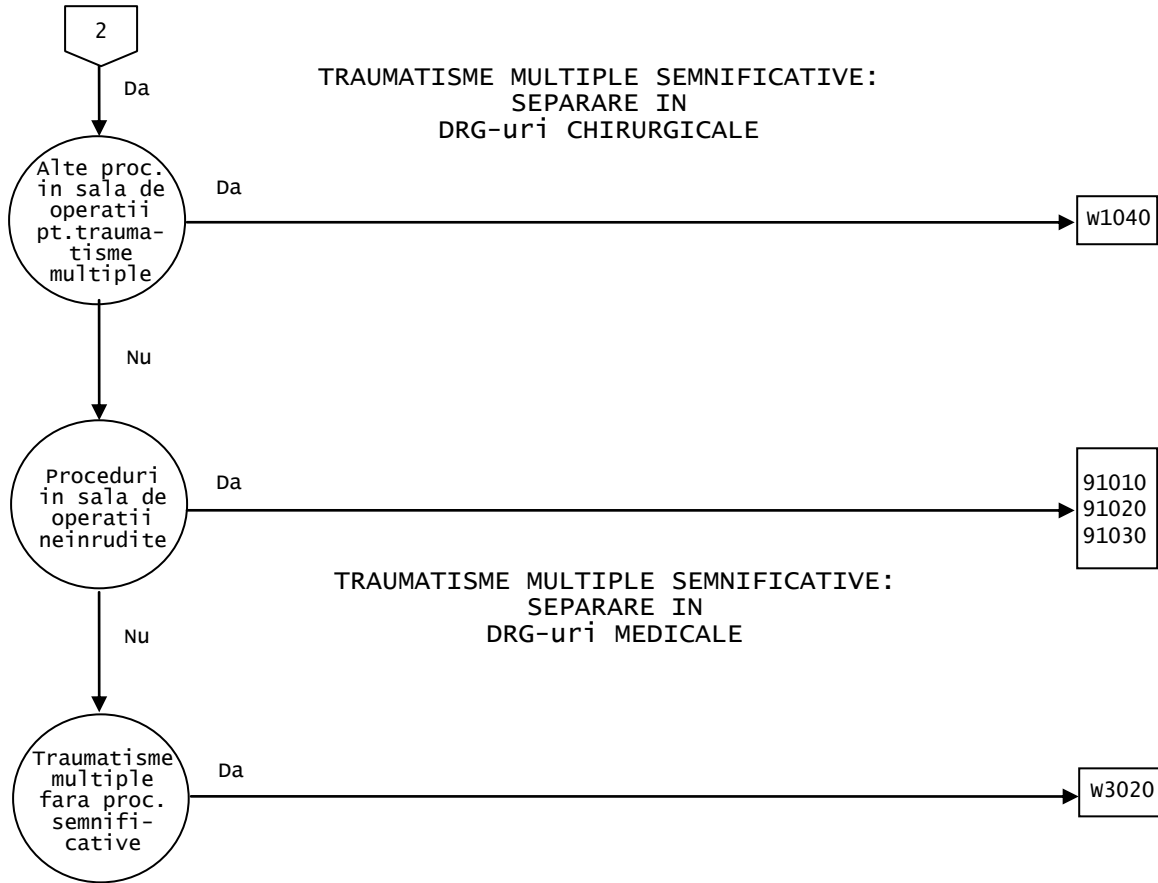 2
Da
TRAUMATISME MULTIPLE SEMNIFICATIVE:
SEPARARE IN
DRG-uri CHIRURGICALE
Alte proc.
in sala de
operatii
pt.trauma-
tisme
multiple
Da
W1040
Nu
Proceduri
in sala de
operatii
neinrudite
Da
91010
91020
91030
TRAUMATISME MULTIPLE SEMNIFICATIVE:
SEPARARE IN
DRG-uri MEDICALE
Nu
Traumatisme
multiple
fara proc.
semnifi-
cative
Da
W3020